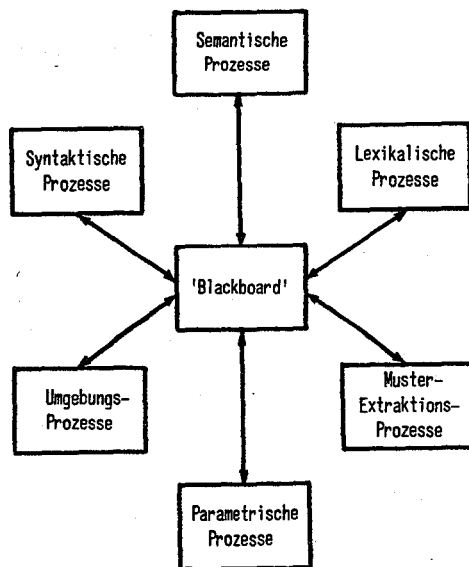 Semantische
Prozesse
Syntaktische
Prozesse
Lexikalische
Prozesse
'Blackboard'
Umgebungs-
Prozesse
Muster-
Extraktions-
Prozesse
Parametrische
Prozesse